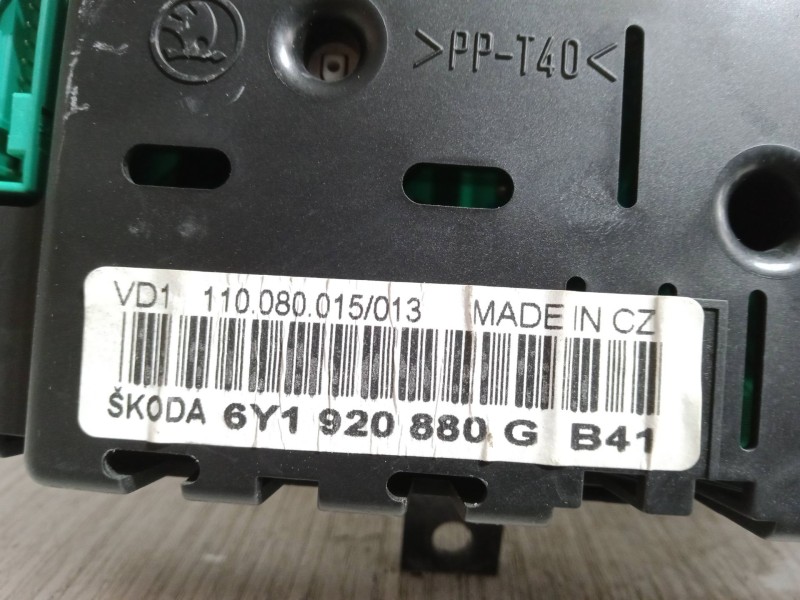 >PP-T40<
VD1 110.080.015/013 MADE IN CZ
ŠKODA 6Y1 920 880 G B41